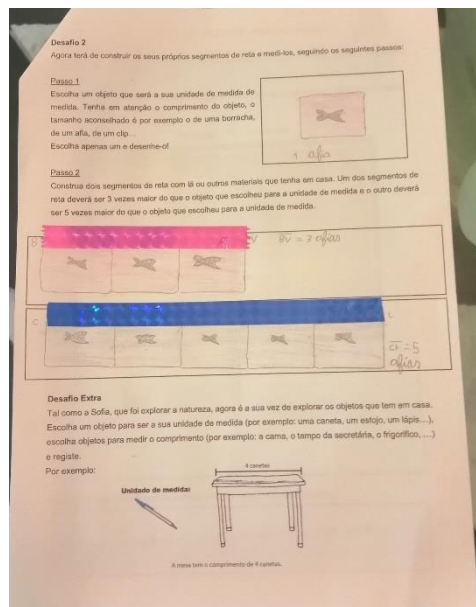 Desafio 2
Agora terá de construir os seus próprios segmentos de reta e medi-los, seguindo os seguintes passos:
Passo 1
Escolha um objeto que será a sua unidade de medida de
medida. Tenha em atenção o comprimento do objeto, o
tamanho aconselhado é por exemplo o de uma borracha,
de um afia, de um clip...
Escolha apenas um e desenhe-o!
1 afia
Passo 2
Construa dois segmentos de reta com lã ou outros materiais que tenha em casa. Um dos segmentos de
reta deverá ser 3 vezes maior do que o objeto que escolheu para a unidade de medida e o outro deverá
ser 5 vezes maior do que o objeto que escolheu para a unidade de medida.
B V BV = 3 afias
C L
CL = 5
afias
Desafio Extra
Tal como a Sofia, que foi explorar a natureza, agora é a sua vez de explorar os objetos que tem em casa.
Escolha um objeto para ser a sua unidade de medida (por exemplo: uma caneta, um estojo, um lápis...),
escolha objetos para medir o comprimento (por exemplo: a cama, o tampo da secretária, o frigorífico, ...)
e registe.
Por exemplo:
4 canetas
Unidade de medida:
A mesa tem o comprimento de 4 canetas.